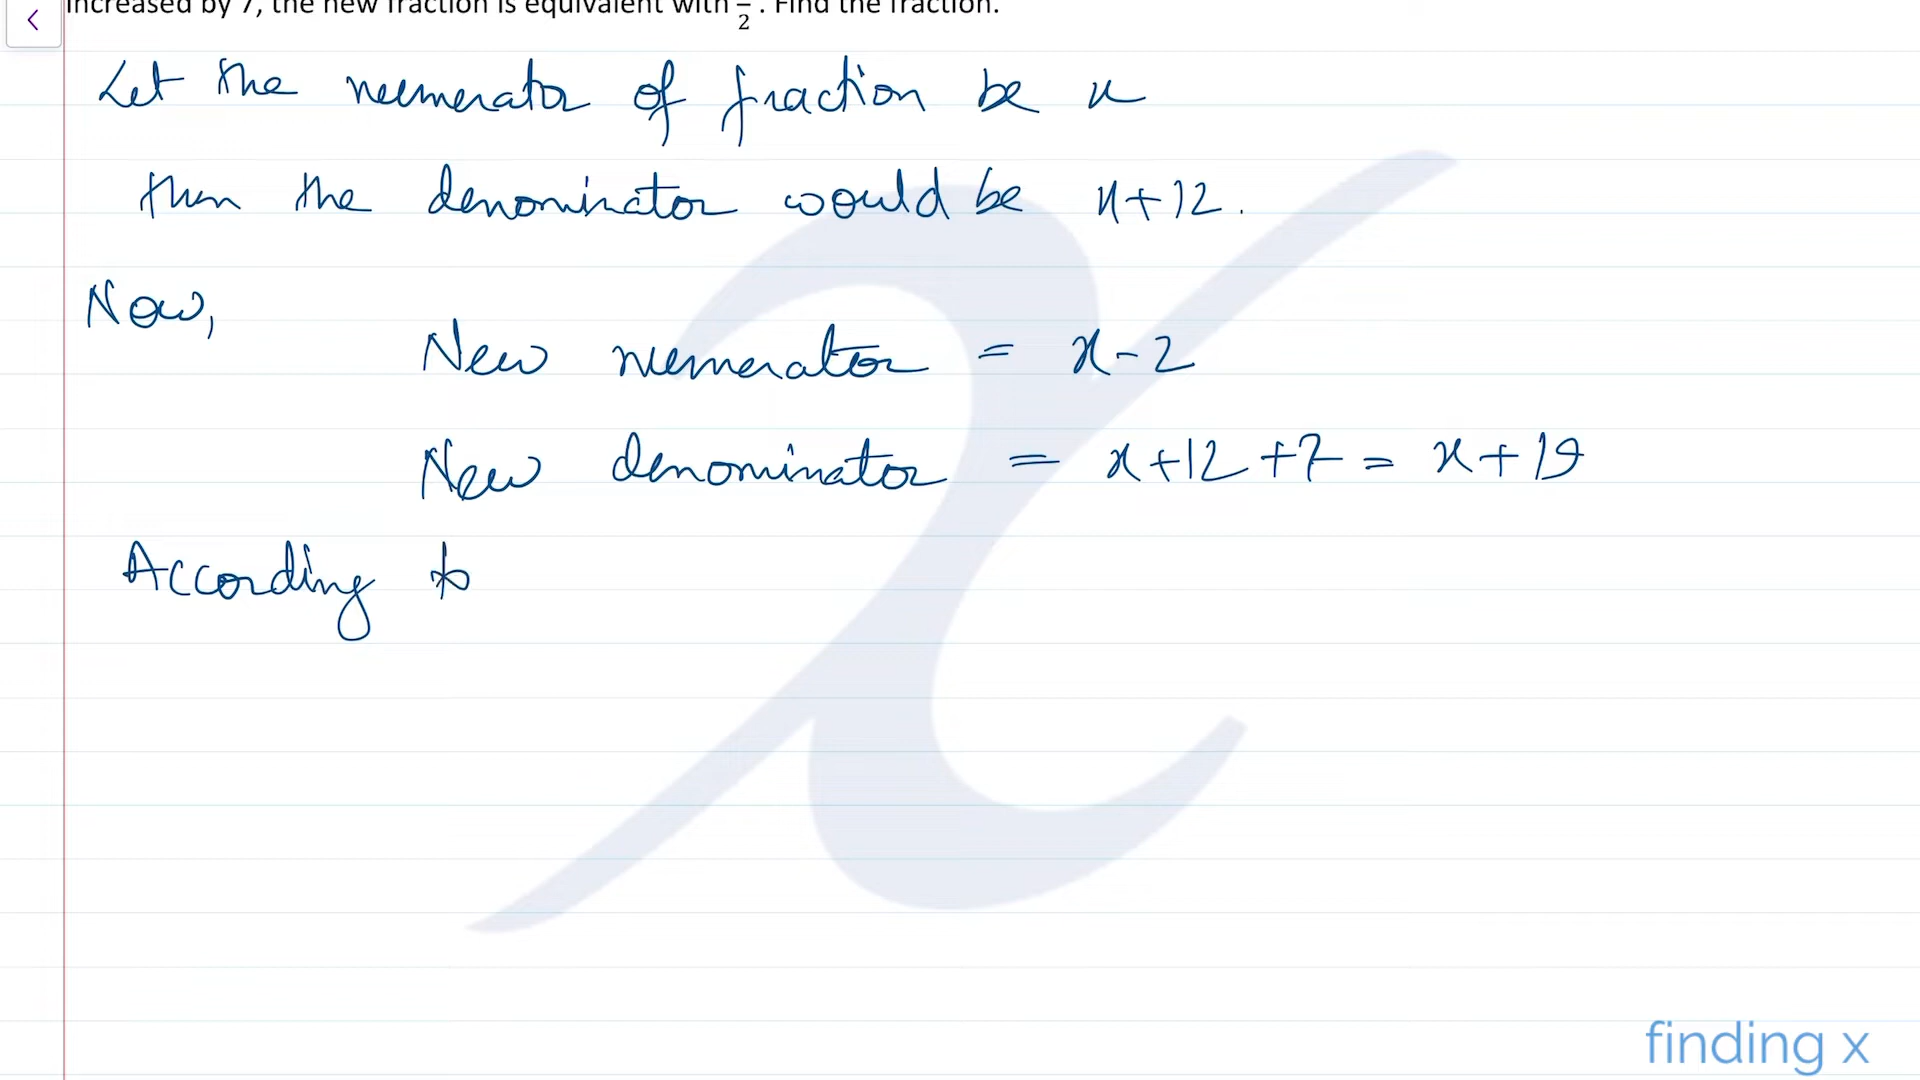 increased by 7, the new fraction is equivalent with –/2 . Find the fraction.
Let the numerator of fraction be x
then the denominator would be x+12.
Now,
New numerator = x-2
New denominator = x+12+7 = x+19
According to
finding x